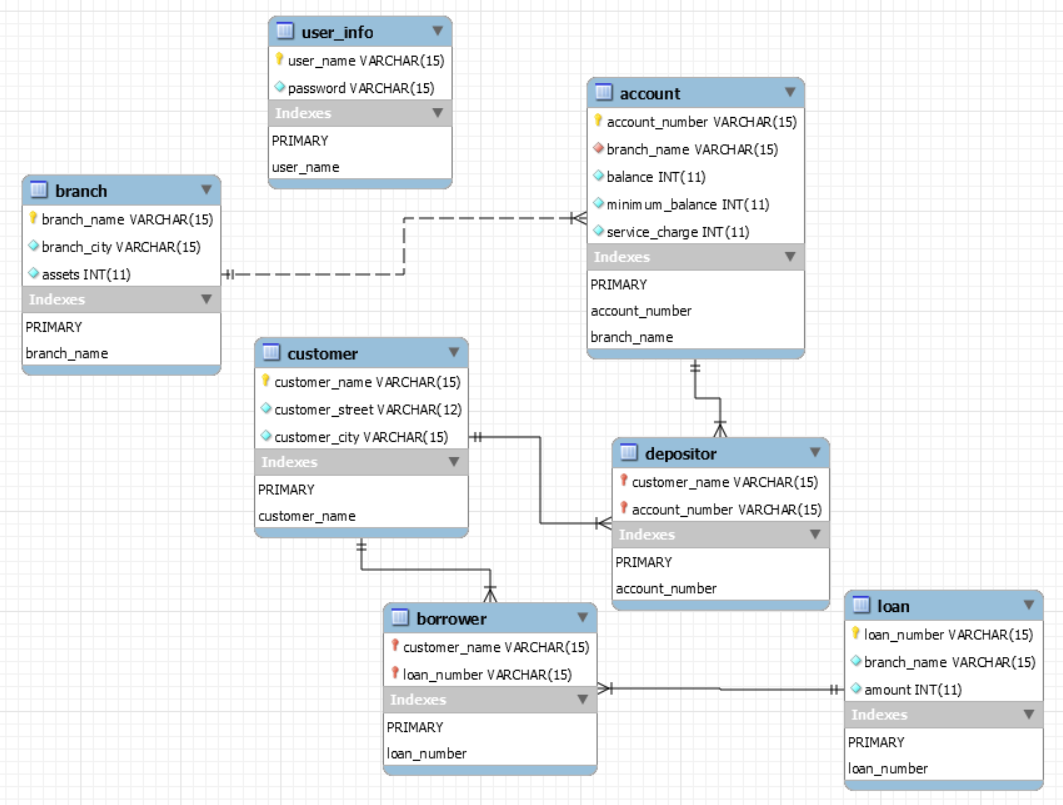 user_info
user_name VARCHAR(15)
password VARCHAR(15)
Indexes
PRIMARY
user_name
account
account_number VARCHAR(15)
branch_name VARCHAR(15)
balance INT(11)
minimum_balance INT(11)
service_charge INT(11)
Indexes
PRIMARY
account_number
branch_name
branch
branch_name VARCHAR(15)
branch_city VARCHAR(15)
assets INT(11)
Indexes
PRIMARY
branch_name
customer
customer_name VARCHAR(15)
customer_street VARCHAR(12)
customer_city VARCHAR(15)
Indexes
PRIMARY
customer_name
depositor
customer_name VARCHAR(15)
account_number VARCHAR(15)
Indexes
PRIMARY
account_number
borrower
customer_name VARCHAR(15)
loan_number VARCHAR(15)
Indexes
PRIMARY
loan_number
loan
loan_number VARCHAR(15)
branch_name VARCHAR(15)
amount INT(11)
Indexes
PRIMARY
loan_number